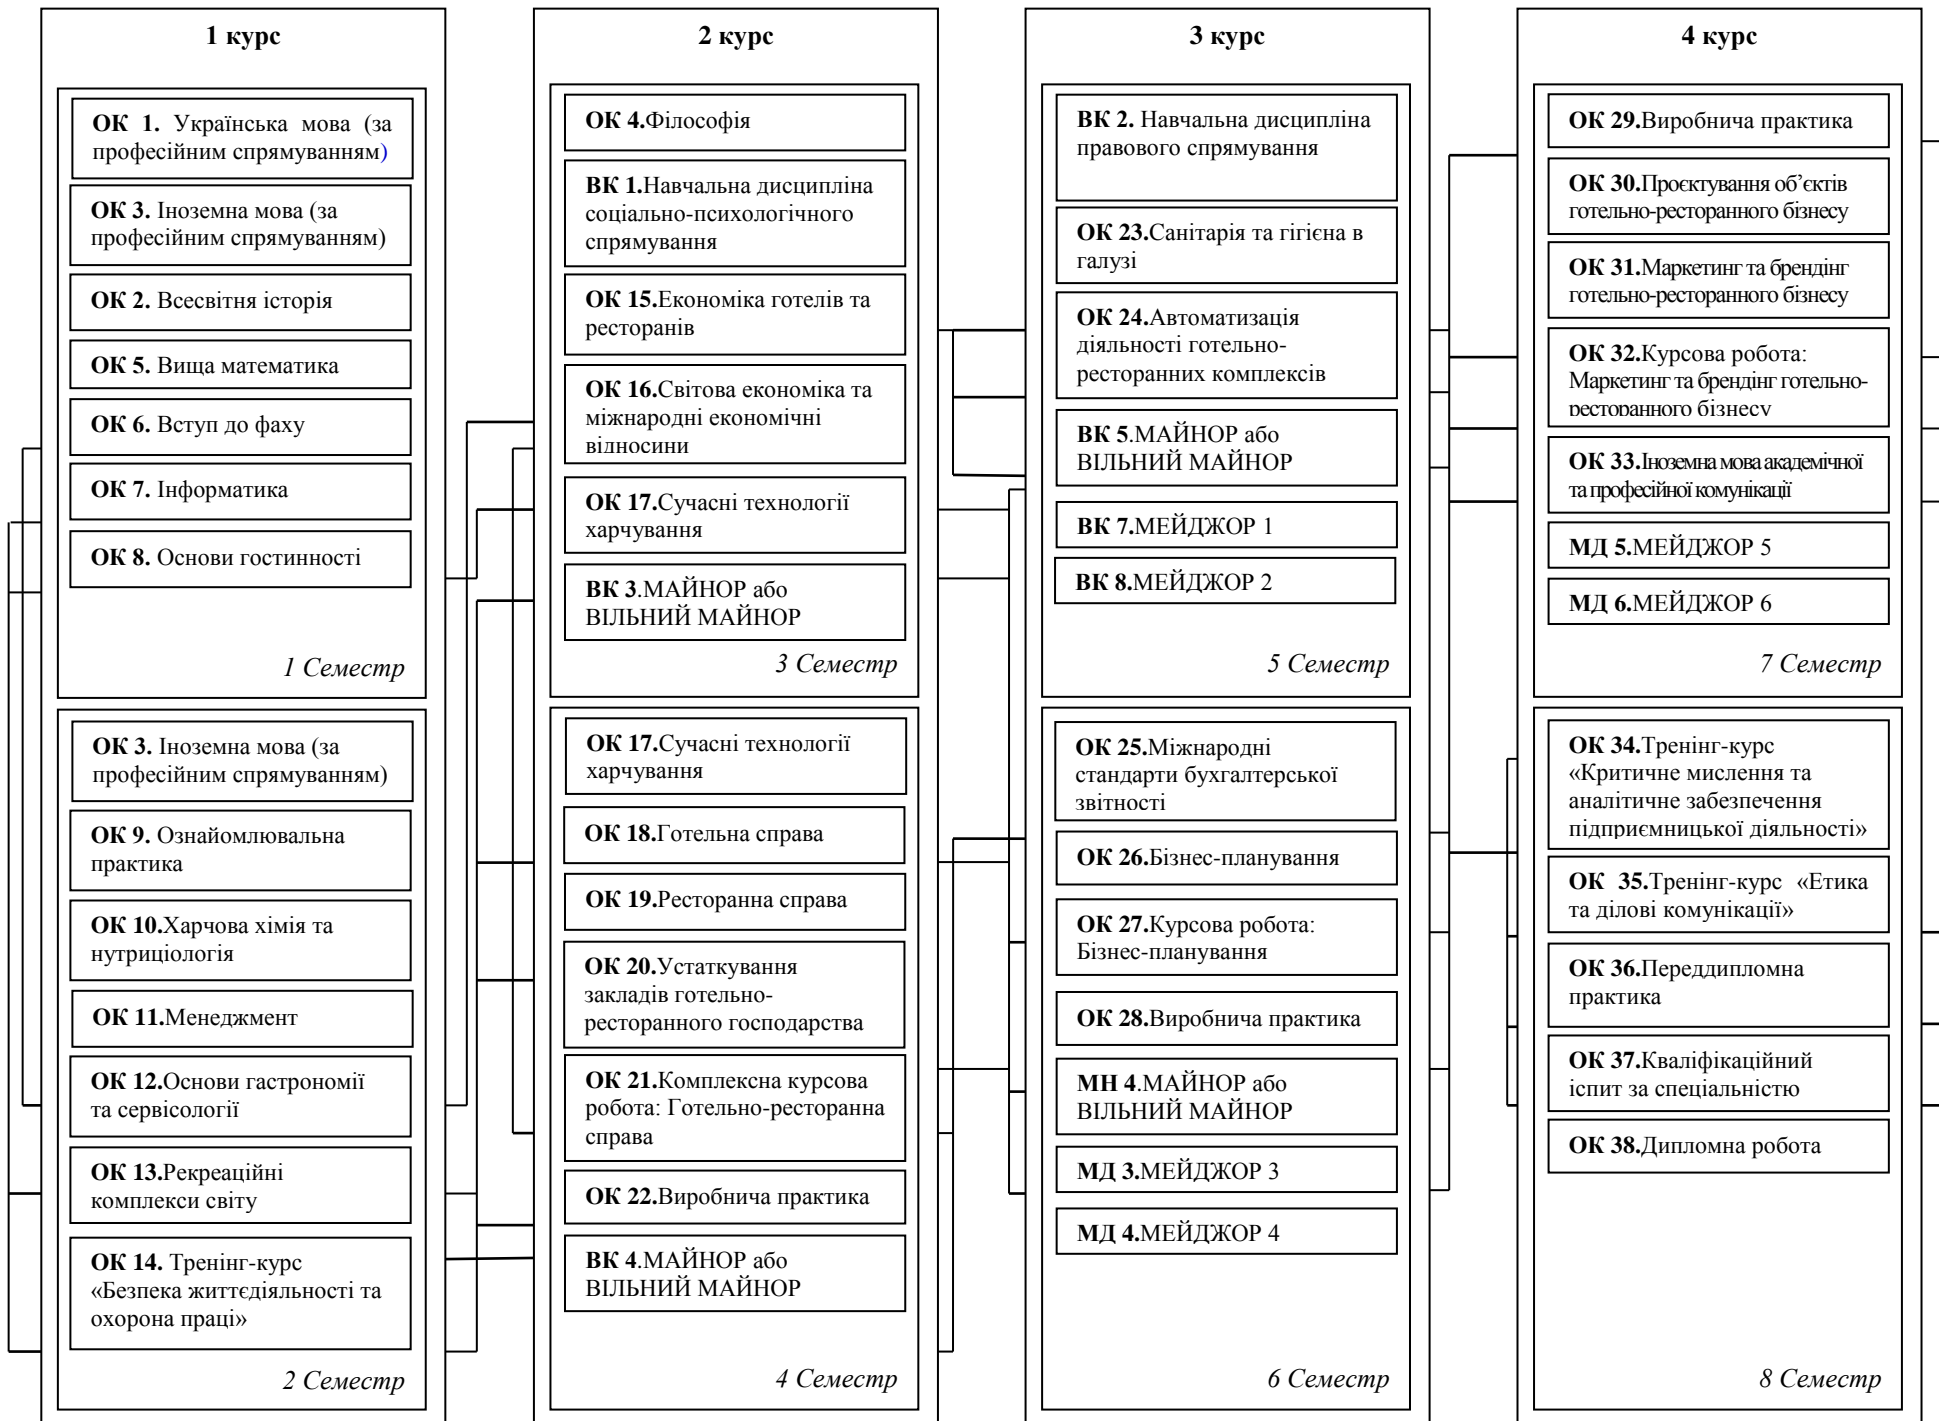 1 курс
ОК 1. Українська мова (за
професійним спрямуванням)
ОК 3. Іноземна мова (за
професійним спрямуванням)
ОК 2. Всесвітня історія
ОК 5. Вища математика
ОК 6. Вступ до фаху
ОК 7. Інформатика
ОК 8. Основи гостинності
1 Семестр
ОК 3. Іноземна мова (за
професійним спрямуванням)
ОК 9. Ознайомлювальна
практика
ОК 10.Харчова хімія та
нутриціологія
ОК 11.Менеджмент
ОК 12.Основи гастрономії
та сервісології
ОК 13.Рекреаційні
комплекси світу
ОК 14. Тренінг-курс
«Безпека життєдіяльності та
охорона праці»
2 Семестр
2 курс
ОК 4.Філософія
ВК 1.Навчальна дисципліна
соціально-психологічного
спрямування
ОК 15.Економіка готелів та
ресторанів
ОК 16.Світова економіка та
міжнародні економічні
відносини
ОК 17.Сучасні технології
харчування
ВК 3.МАЙНОР або
ВІЛЬНИЙ МАЙНОР
3 Семестр
ОК 17.Сучасні технології
харчування
ОК 18.Готельна справа
ОК 19.Ресторанна справа
ОК 20.Устаткування
закладів готельно-
ресторанного господарства
ОК 21.Комплексна курсова
робота: Готельно-ресторанна
справа
ОК 22.Виробнича практика
ВК 4.МАЙНОР або
ВІЛЬНИЙ МАЙНОР
4 Семестр
3 курс
ВК 2. Навчальна дисципліна
правового спрямування
ОК 23.Санітарія та гігієна в
галузі
ОК 24.Автоматизація
діяльності готельно-
ресторанних комплексів
ВК 5.МАЙНОР або
ВІЛЬНИЙ МАЙНОР
ВК 7.МЕЙДЖОР 1
ВК 8.МЕЙДЖОР 2
5 Семестр
ОК 25.Міжнародні
стандарти бухгалтерської
звітності
ОК 26.Бізнес-планування
ОК 27.Курсова робота:
Бізнес-планування
ОК 28.Виробнича практика
МН 4.МАЙНОР або
ВІЛЬНИЙ МАЙНОР
МД 3.МЕЙДЖОР 3
МД 4.МЕЙДЖОР 4
6 Семестр
4 курс
ОК 29.Виробнича практика
ОК 30.Проєктування об’єктів
готельно-ресторанного бізнесу
ОК 31.Маркетинг та брендінг
готельно-ресторанного бізнесу
ОК 32.Курсова робота:
Маркетинг та брендінг готельно-
ресторанного бізнесу
ОК 33.Іноземна мова академічної
та професійної комунікації
МД 5.МЕЙДЖОР 5
МД 6.МЕЙДЖОР 6
7 Семестр
ОК 34.Тренінг-курс
«Критичне мислення та
аналітичне забезпечення
підприємницької діяльності»
ОК 35.Тренінг-курс «Етика
та ділові комунікації»
ОК 36.Переддипломна
практика
ОК 37.Кваліфікаційний
іспит за спеціальністю
ОК 38.Дипломна робота
8 Семестр